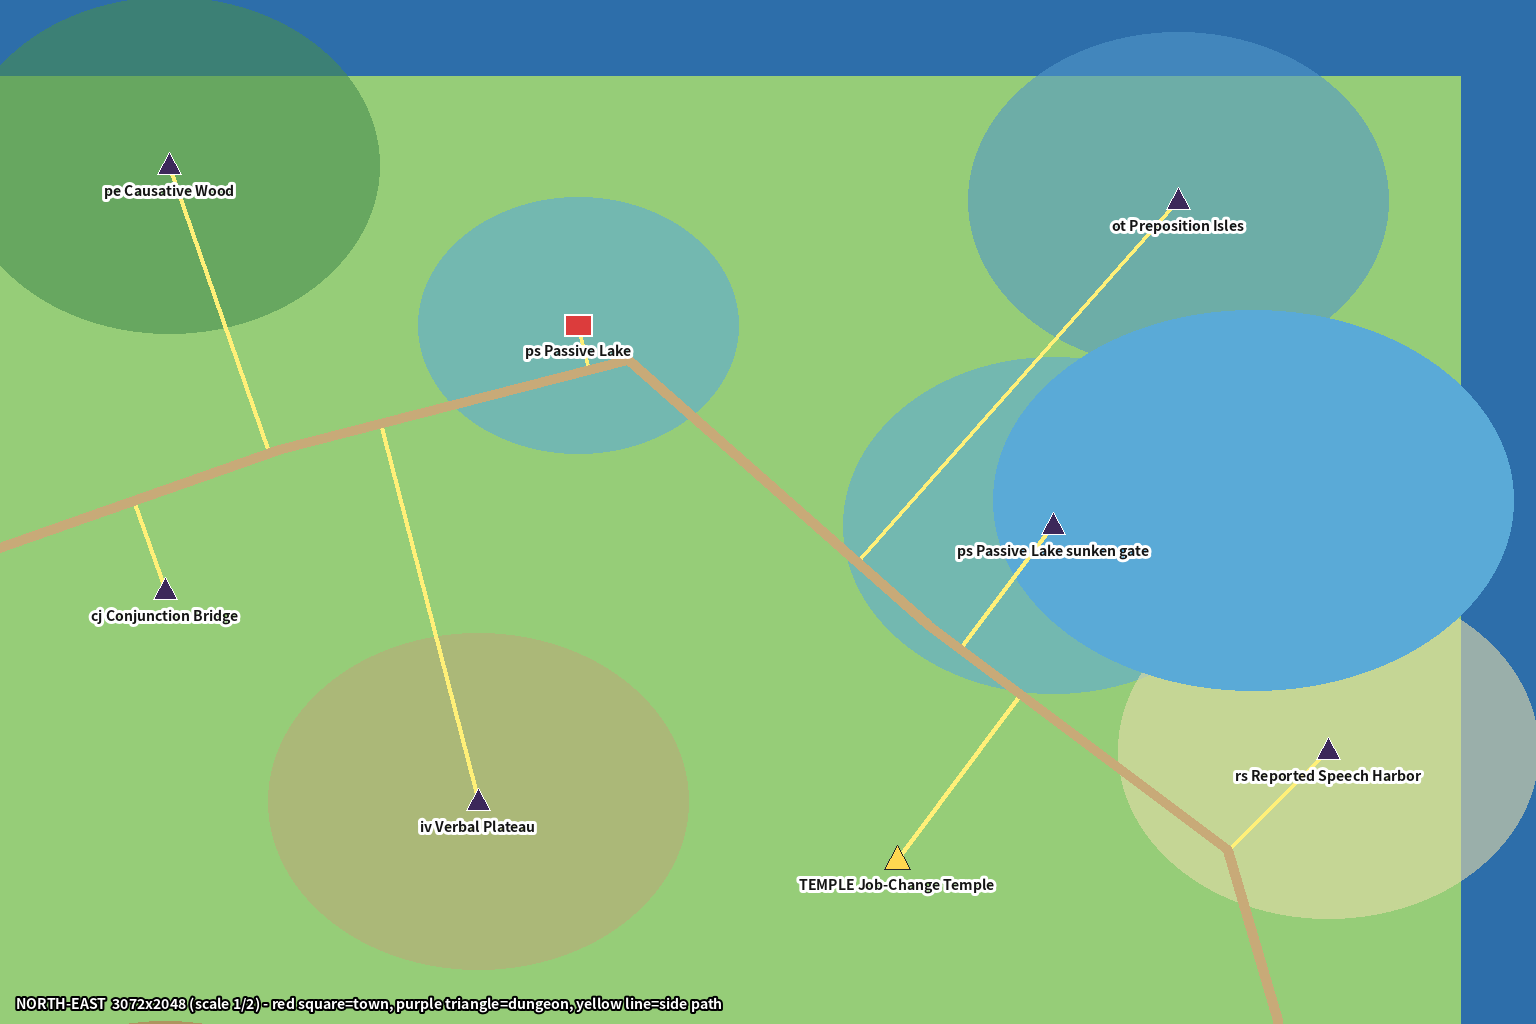 pe Causative Wood
ot Preposition Isles
ps Passive Lake
ps Passive Lake sunken gate
cj Conjunction Bridge
rs Reported Speech Harbor
iv Verbal Plateau
TEMPLE Job-Change Temple
NORTH-EAST 3072x2048 (scale 1/2) - red square=town, purple triangle=dungeon, yellow line=side path